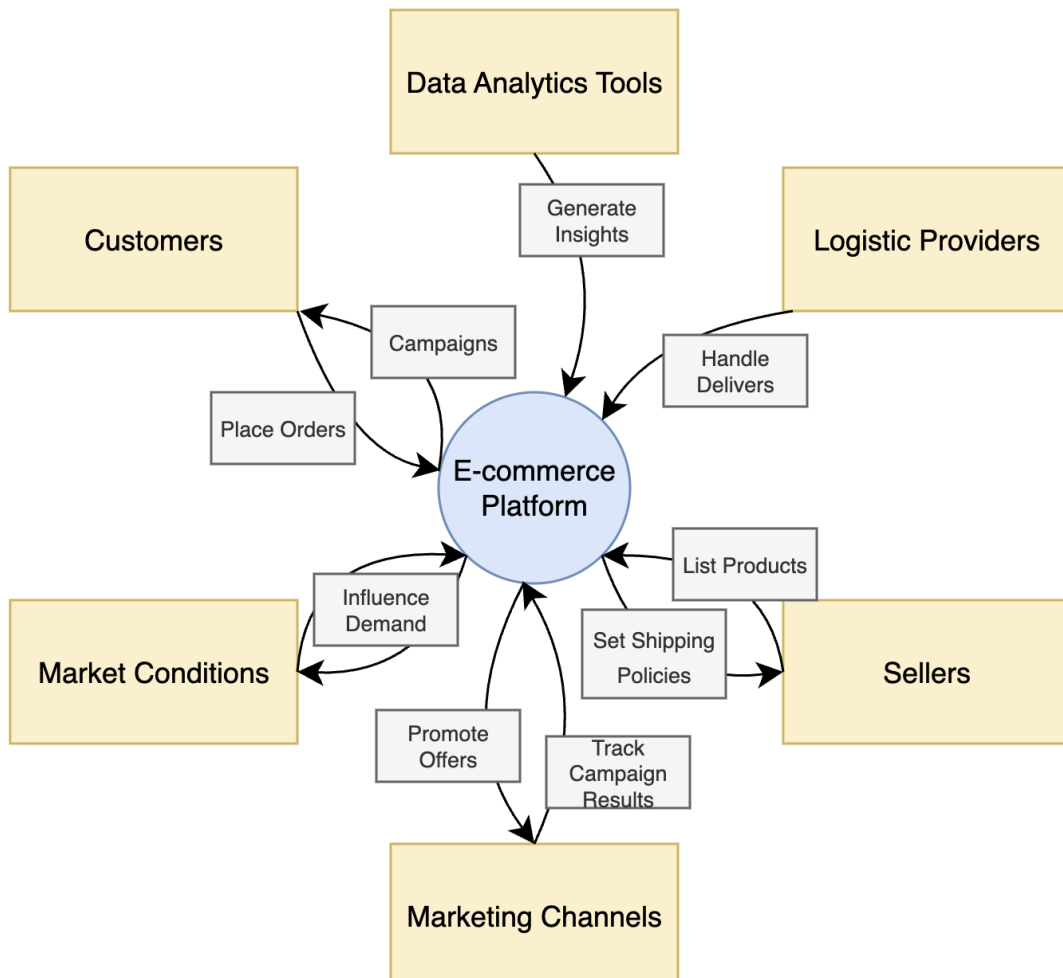 Data Analytics Tools
Generate
Insights
Customers
Logistic Providers
Campaigns
Handle
Delivers
Place Orders
E-commerce
Platform
List Products
Influence
Demand
Set Shipping
Policies
Market Conditions
Sellers
Promote
Offers
Track
Campaign
Results
Marketing Channels